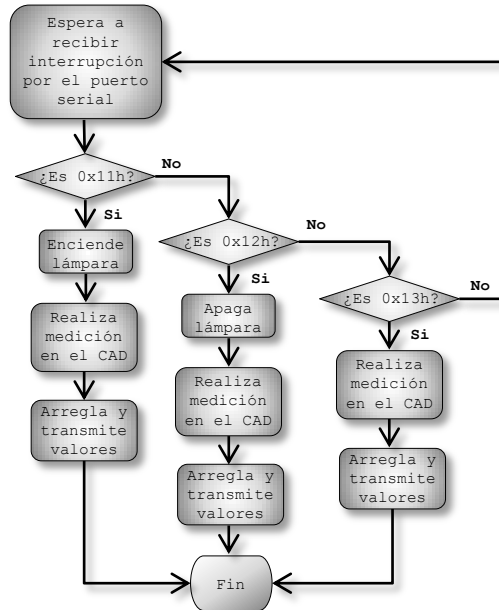 Espera a
recibir
interrupción
por el puerto
serial
¿Es 0x11h?
No
Si
Enciende
lámpara
Realiza
medición
en el CAD
Arregla y
transmite
valores
¿Es 0x12h?
No
Si
Apaga
lámpara
Realiza
medición
en el CAD
Arregla y
transmite
valores
¿Es 0x13h?
No
Si
Realiza
medición
en el CAD
Arregla y
transmite
valores
Fin